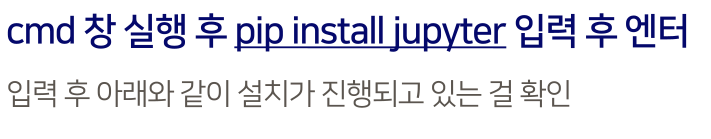 cmd 창 실행 후 pip install jupyter 입력 후 엔터
입력 후 아래와 같이 설치가 진행되고 있는 걸 확인